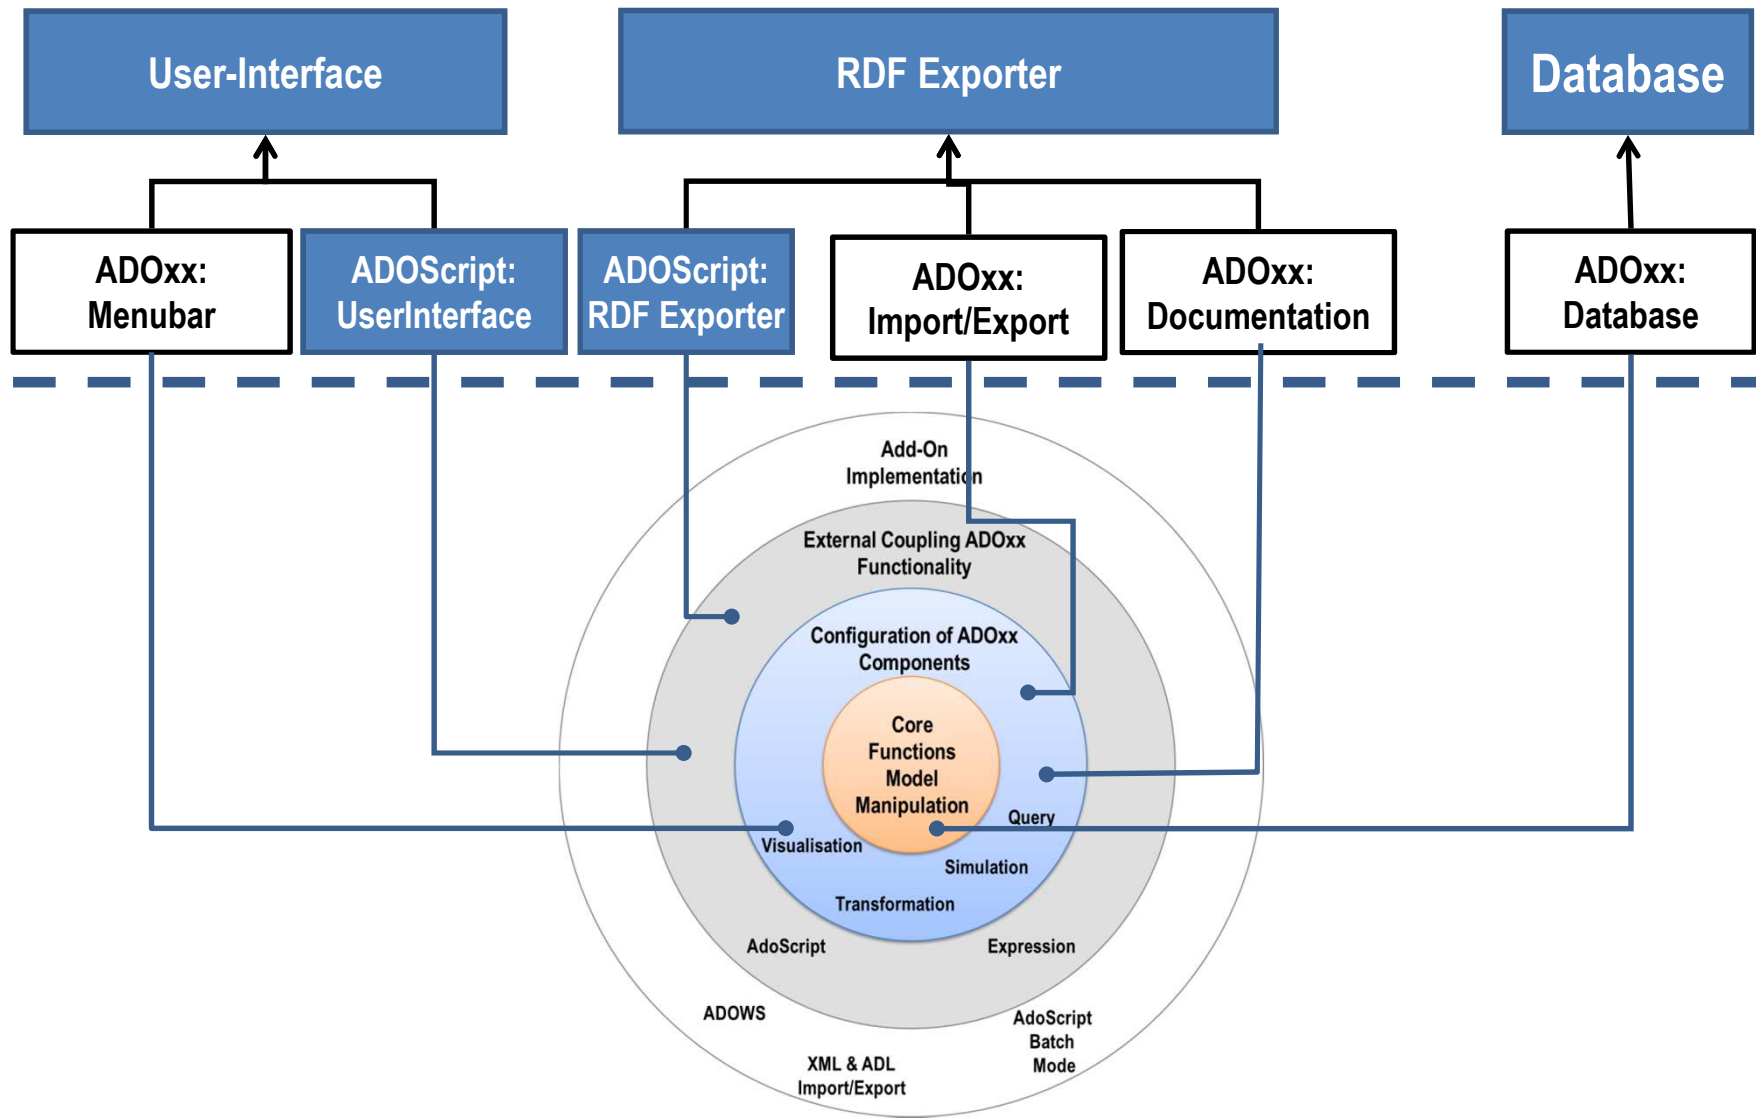 User-Interface
RDF Exporter
Database
ADOxx:
Menubar
ADOScript:
UserInterface
ADOScript:
RDF Exporter
ADOxx:
Import/Export
ADOxx:
Documentation
ADOxx:
Database
Add-On
Implementation
External Coupling ADOxx
Functionality
Configuration of ADOxx
Components
Core
Functions
Model
Manipulation
Query
Visualisation
Simulation
Transformation
AdoScript
Expression
ADOWS
AdoScript
Batch
Mode
XML & ADL
Import/Export